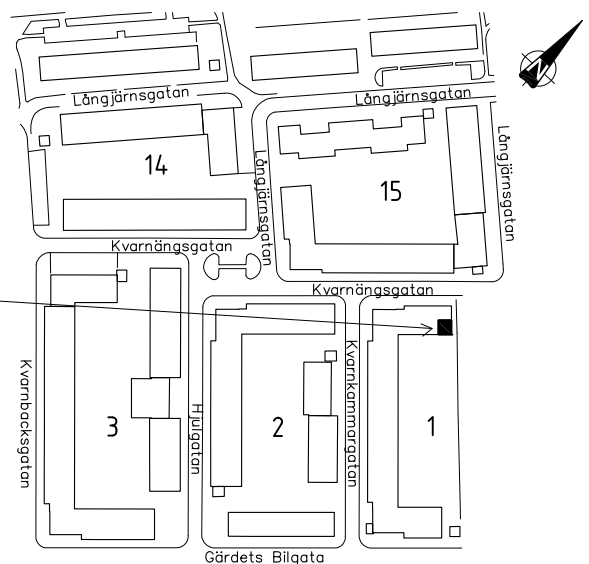 Långjärnsgatan
Långjärnsgatan
N
14
15
Långjärnsgatan
Långjärnsgatan
Kvarnängsgatan
Kvarnängsgatan
Kvarnbacksgatan
3
Hjulgatan
2
Kvarnkammargatan
1
Gärdets Bilgata